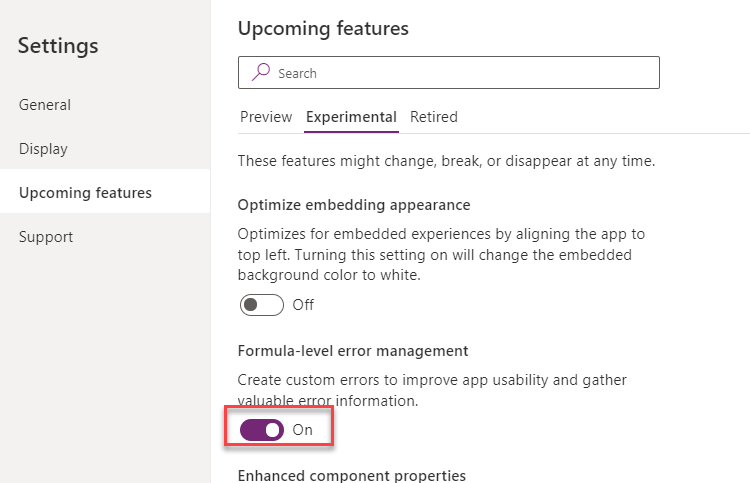 Settings
General
Display
Upcoming features
Support
Upcoming features
Search
Preview Experimental Retired
These features might change, break, or disappear at any time.
Optimize embedding appearance
Optimizes for embedded experiences by aligning the app to
top left. Turning this setting on will change the embedded
background color to white.
Off
Formula-level error management
Create custom errors to improve app usability and gather
valuable error information.
On
Enhanced component properties